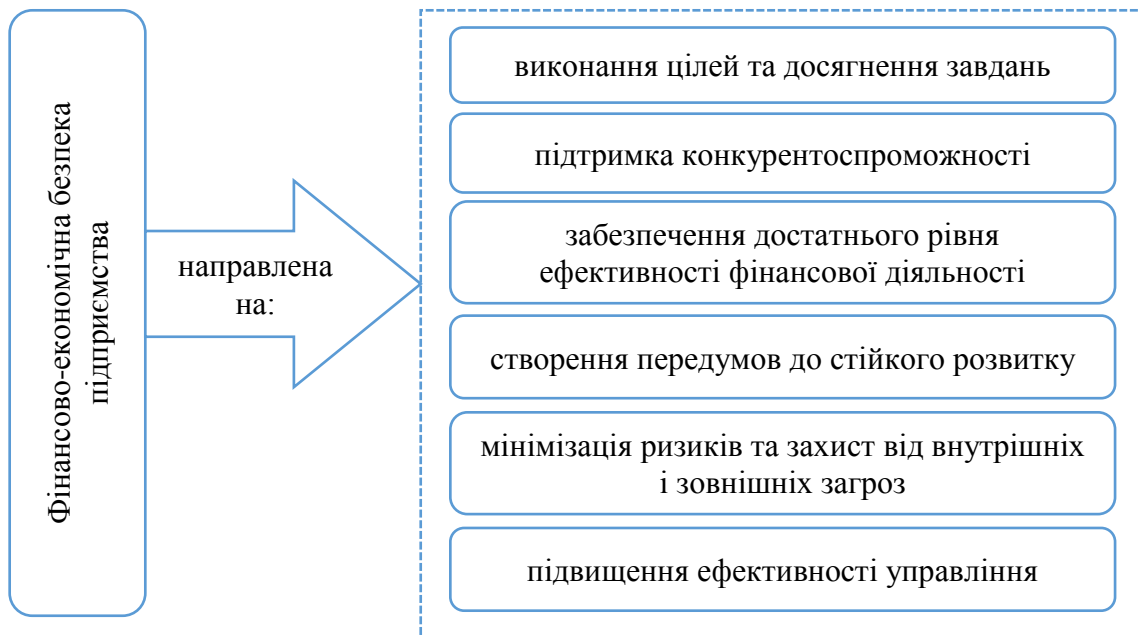 Фінансово-економічна безпека
підприємства
направлена
на:
виконання цілей та досягнення завдань
підтримка конкурентоспроможності
забезпечення достатнього рівня
ефективності фінансової діяльності
створення передумов до стійкого розвитку
мінімізація ризиків та захист від внутрішніх
і зовнішніх загроз
підвищення ефективності управління